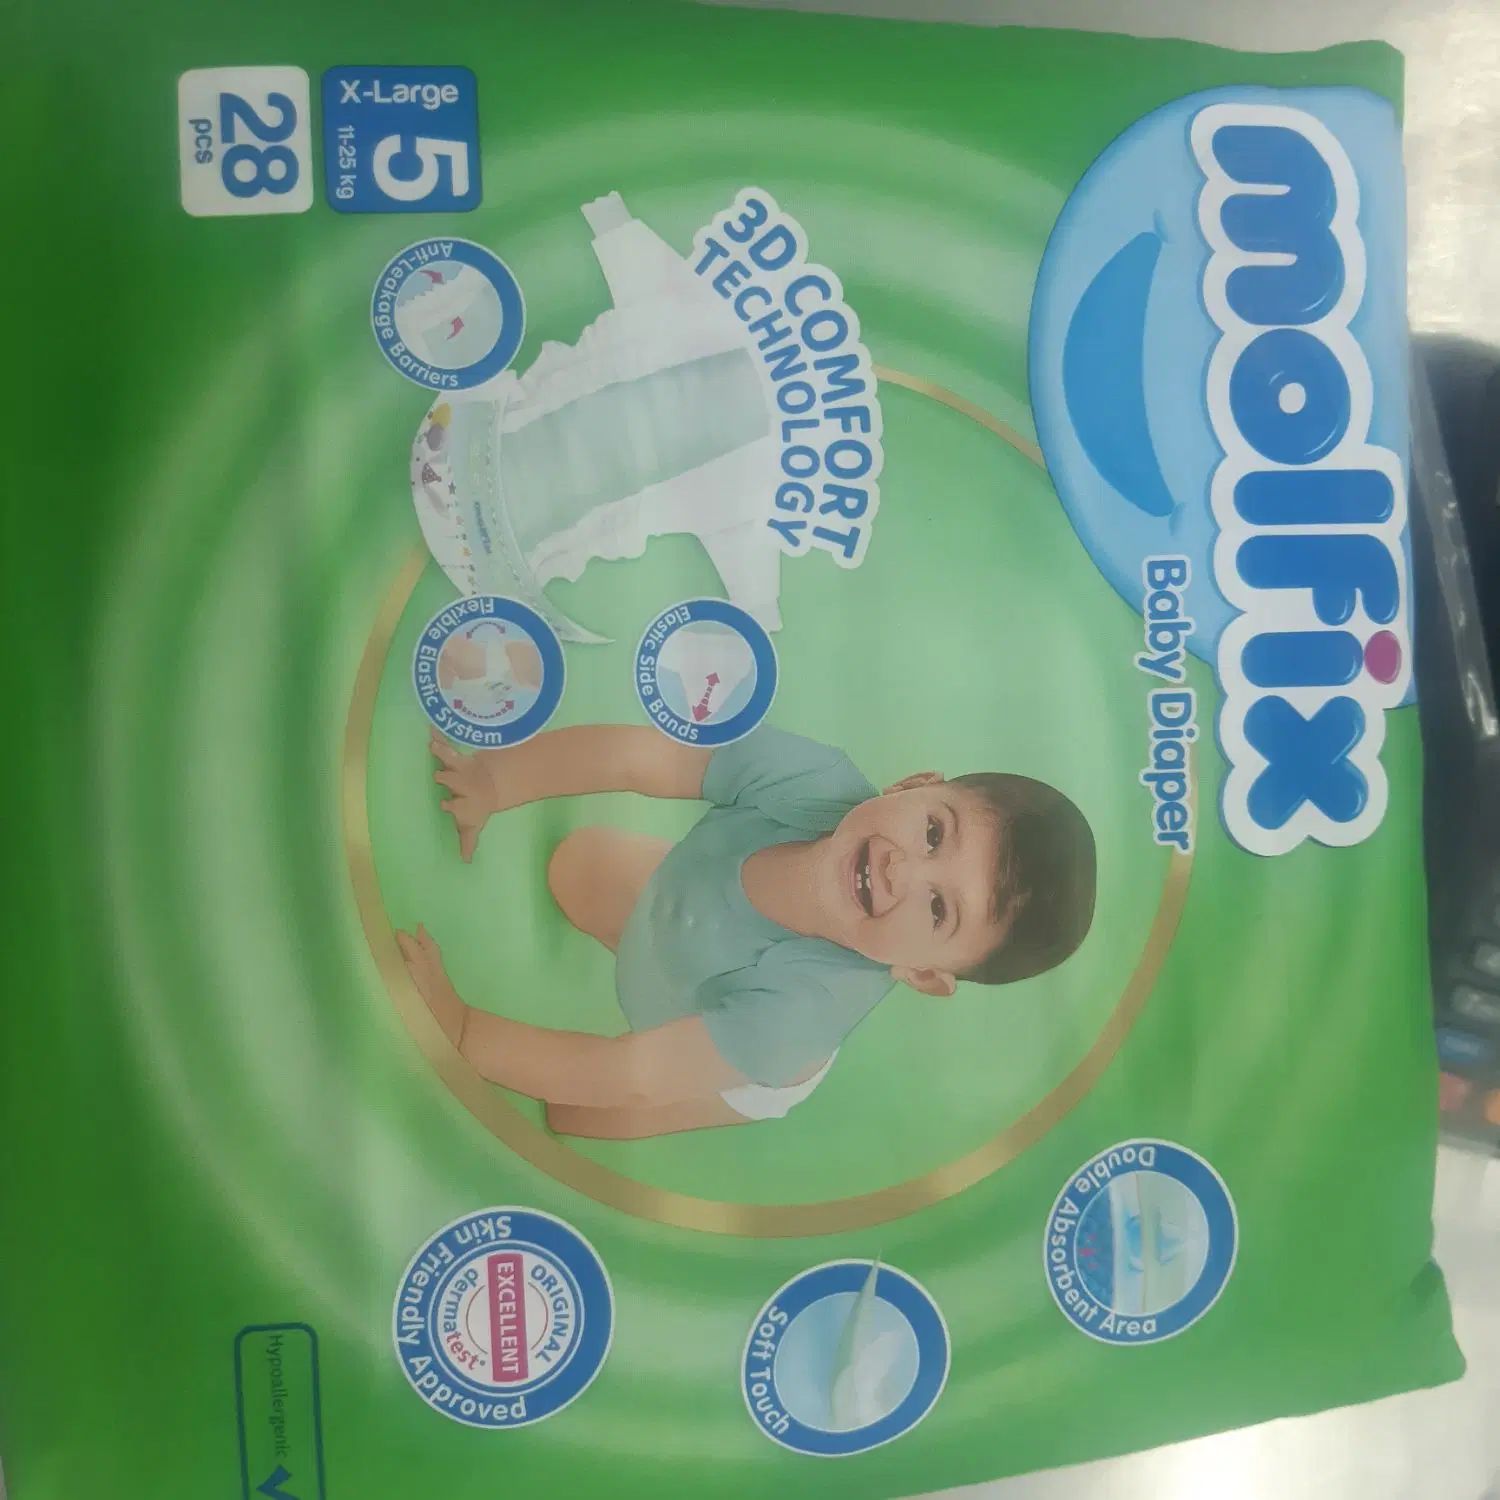 molfix
Baby Diaper
3D COMFORT
TECHNOLOGY
Elastic Side Bands
Anti-Leakage Barriers
Flexible Elastic System
Double Absorbent Area
Soft Touch
ORIGINAL
EXCELLENT
dermatest®
Skin Friendly Approved
X-Large
5
11-25 kg
28
pcs
Hypoallergenic